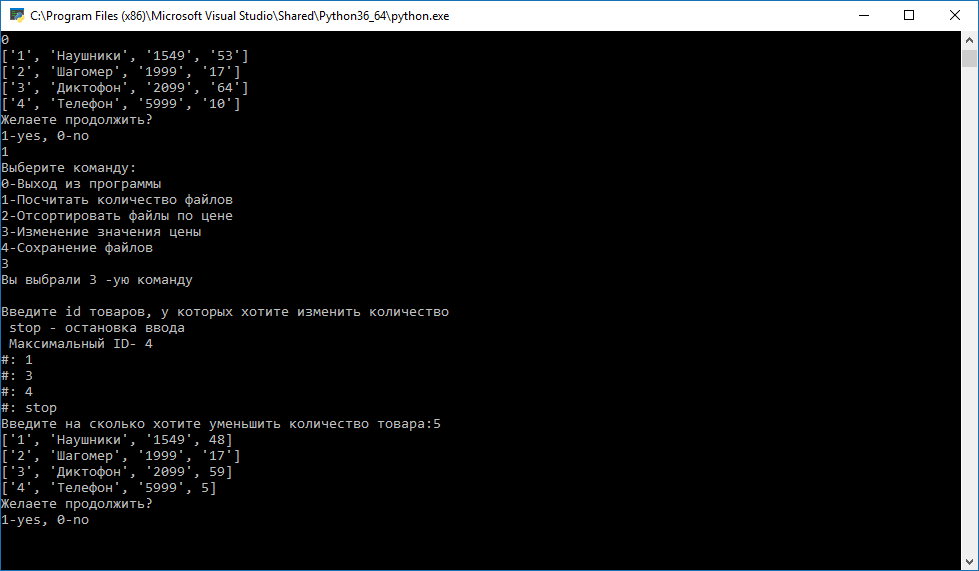 C:\Program Files (x86)\Microsoft Visual Studio\Shared\Python36_64\python.exe
0
['1', 'Наушники', '1549', '53']
['2', 'Шагомер', '1999', '17']
['3', 'Диктофон', '2099', '64']
['4', 'Телефон', '5999', '10']
Желаете продолжить?
1-yes, 0-no
1
Выберите команду:
0-Выход из программы
1-Посчитать количество файлов
2-Отсортировать файлы по цене
3-Изменение значения цены
4-Сохранение файлов
3
Вы выбрали 3 -ую команду
Введите id товаров, у которых хотите изменить количество
stop - остановка ввода
Максимальный ID- 4
#: 1
#: 3
#: 4
#: stop
Введите на сколько хотите уменьшить количество товара:5
['1', 'Наушники', '1549', 48]
['2', 'Шагомер', '1999', '17']
['3', 'Диктофон', '2099', 59]
['4', 'Телефон', '5999', 5]
Желаете продолжить?
1-yes, 0-no